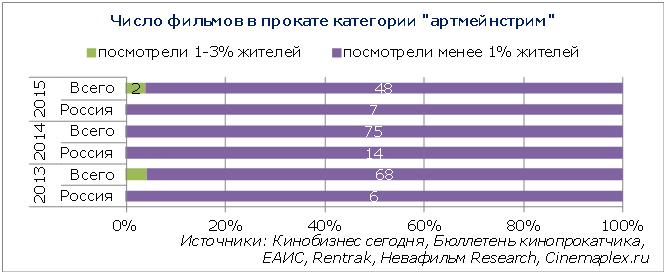 Число фильмов в прокате категории "артмейнстрим"
посмотрели 1-3% жителей
посмотрели менее 1% жителей
2015
Всего
2
48
Россия
7
2014
Всего
75
Россия
14
2013
Всего
68
Россия
6
0%
20%
40%
60%
80%
100%
Источники: Кинобизнес сегодня, Бюллетень кинопрокатчика,
ЕАИС, Rentrak, Невафильм Research, Cinemaplex.ru